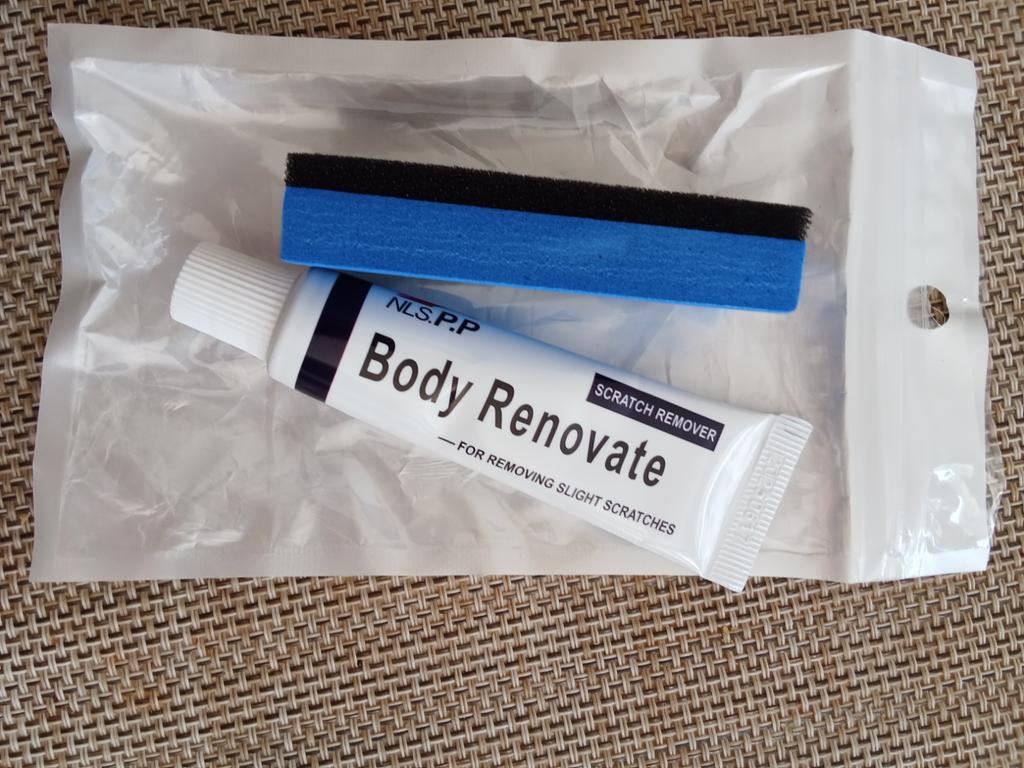 NLS.P.P
Body Renovate
SCRATCH REMOVER
— FOR REMOVING SLIGHT SCRATCHES